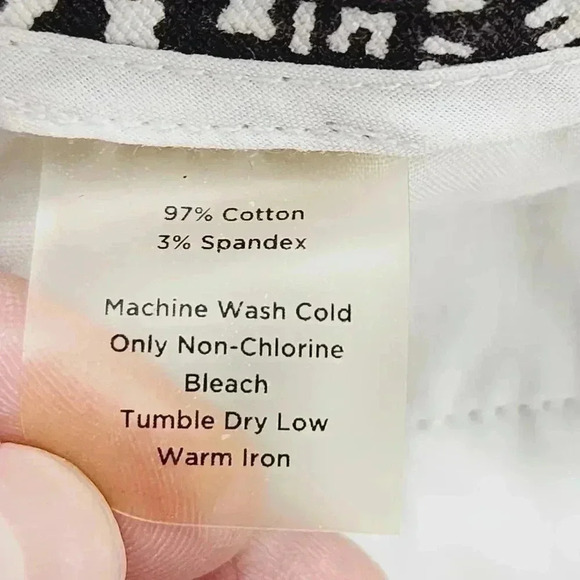 97% Cotton
3% Spandex
Machine Wash Cold
Only Non-Chlorine
Bleach
Tumble Dry Low
Warm Iron